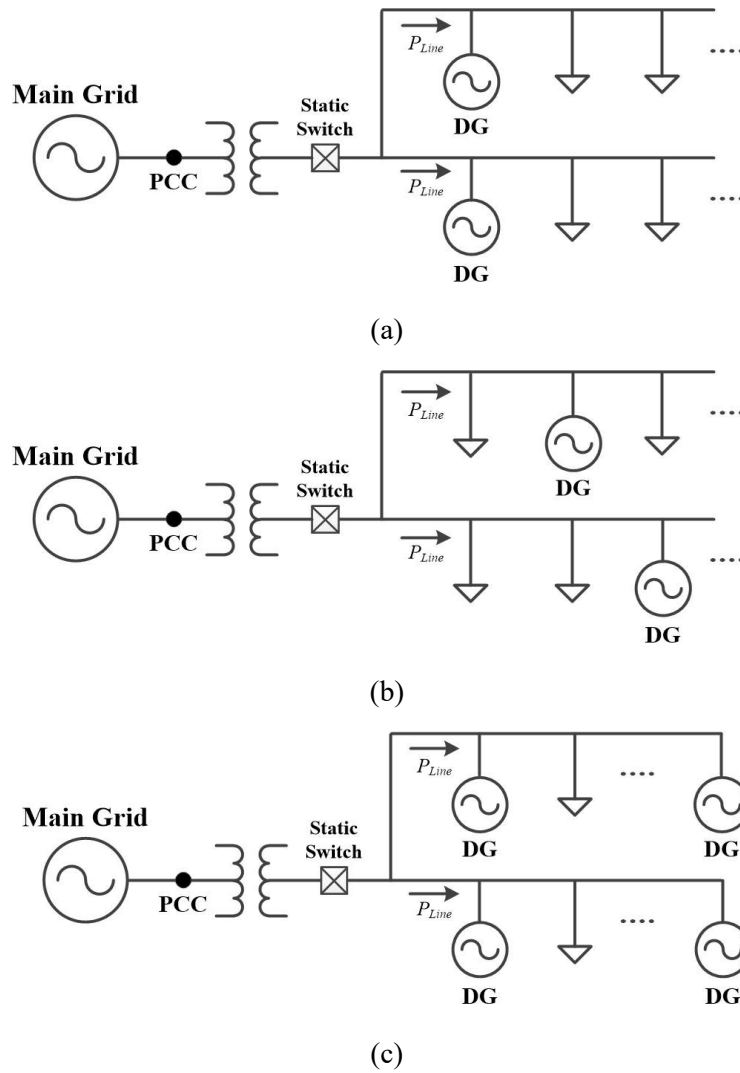 P_Line
Main Grid
Static
Switch
DG
PCC
P_Line
DG
(a)
P_Line
Main Grid
Static
Switch
DG
PCC
P_Line
DG
(b)
P_Line
Main Grid
Static
Switch
DG
DG
PCC
P_Line
DG
DG
(c)